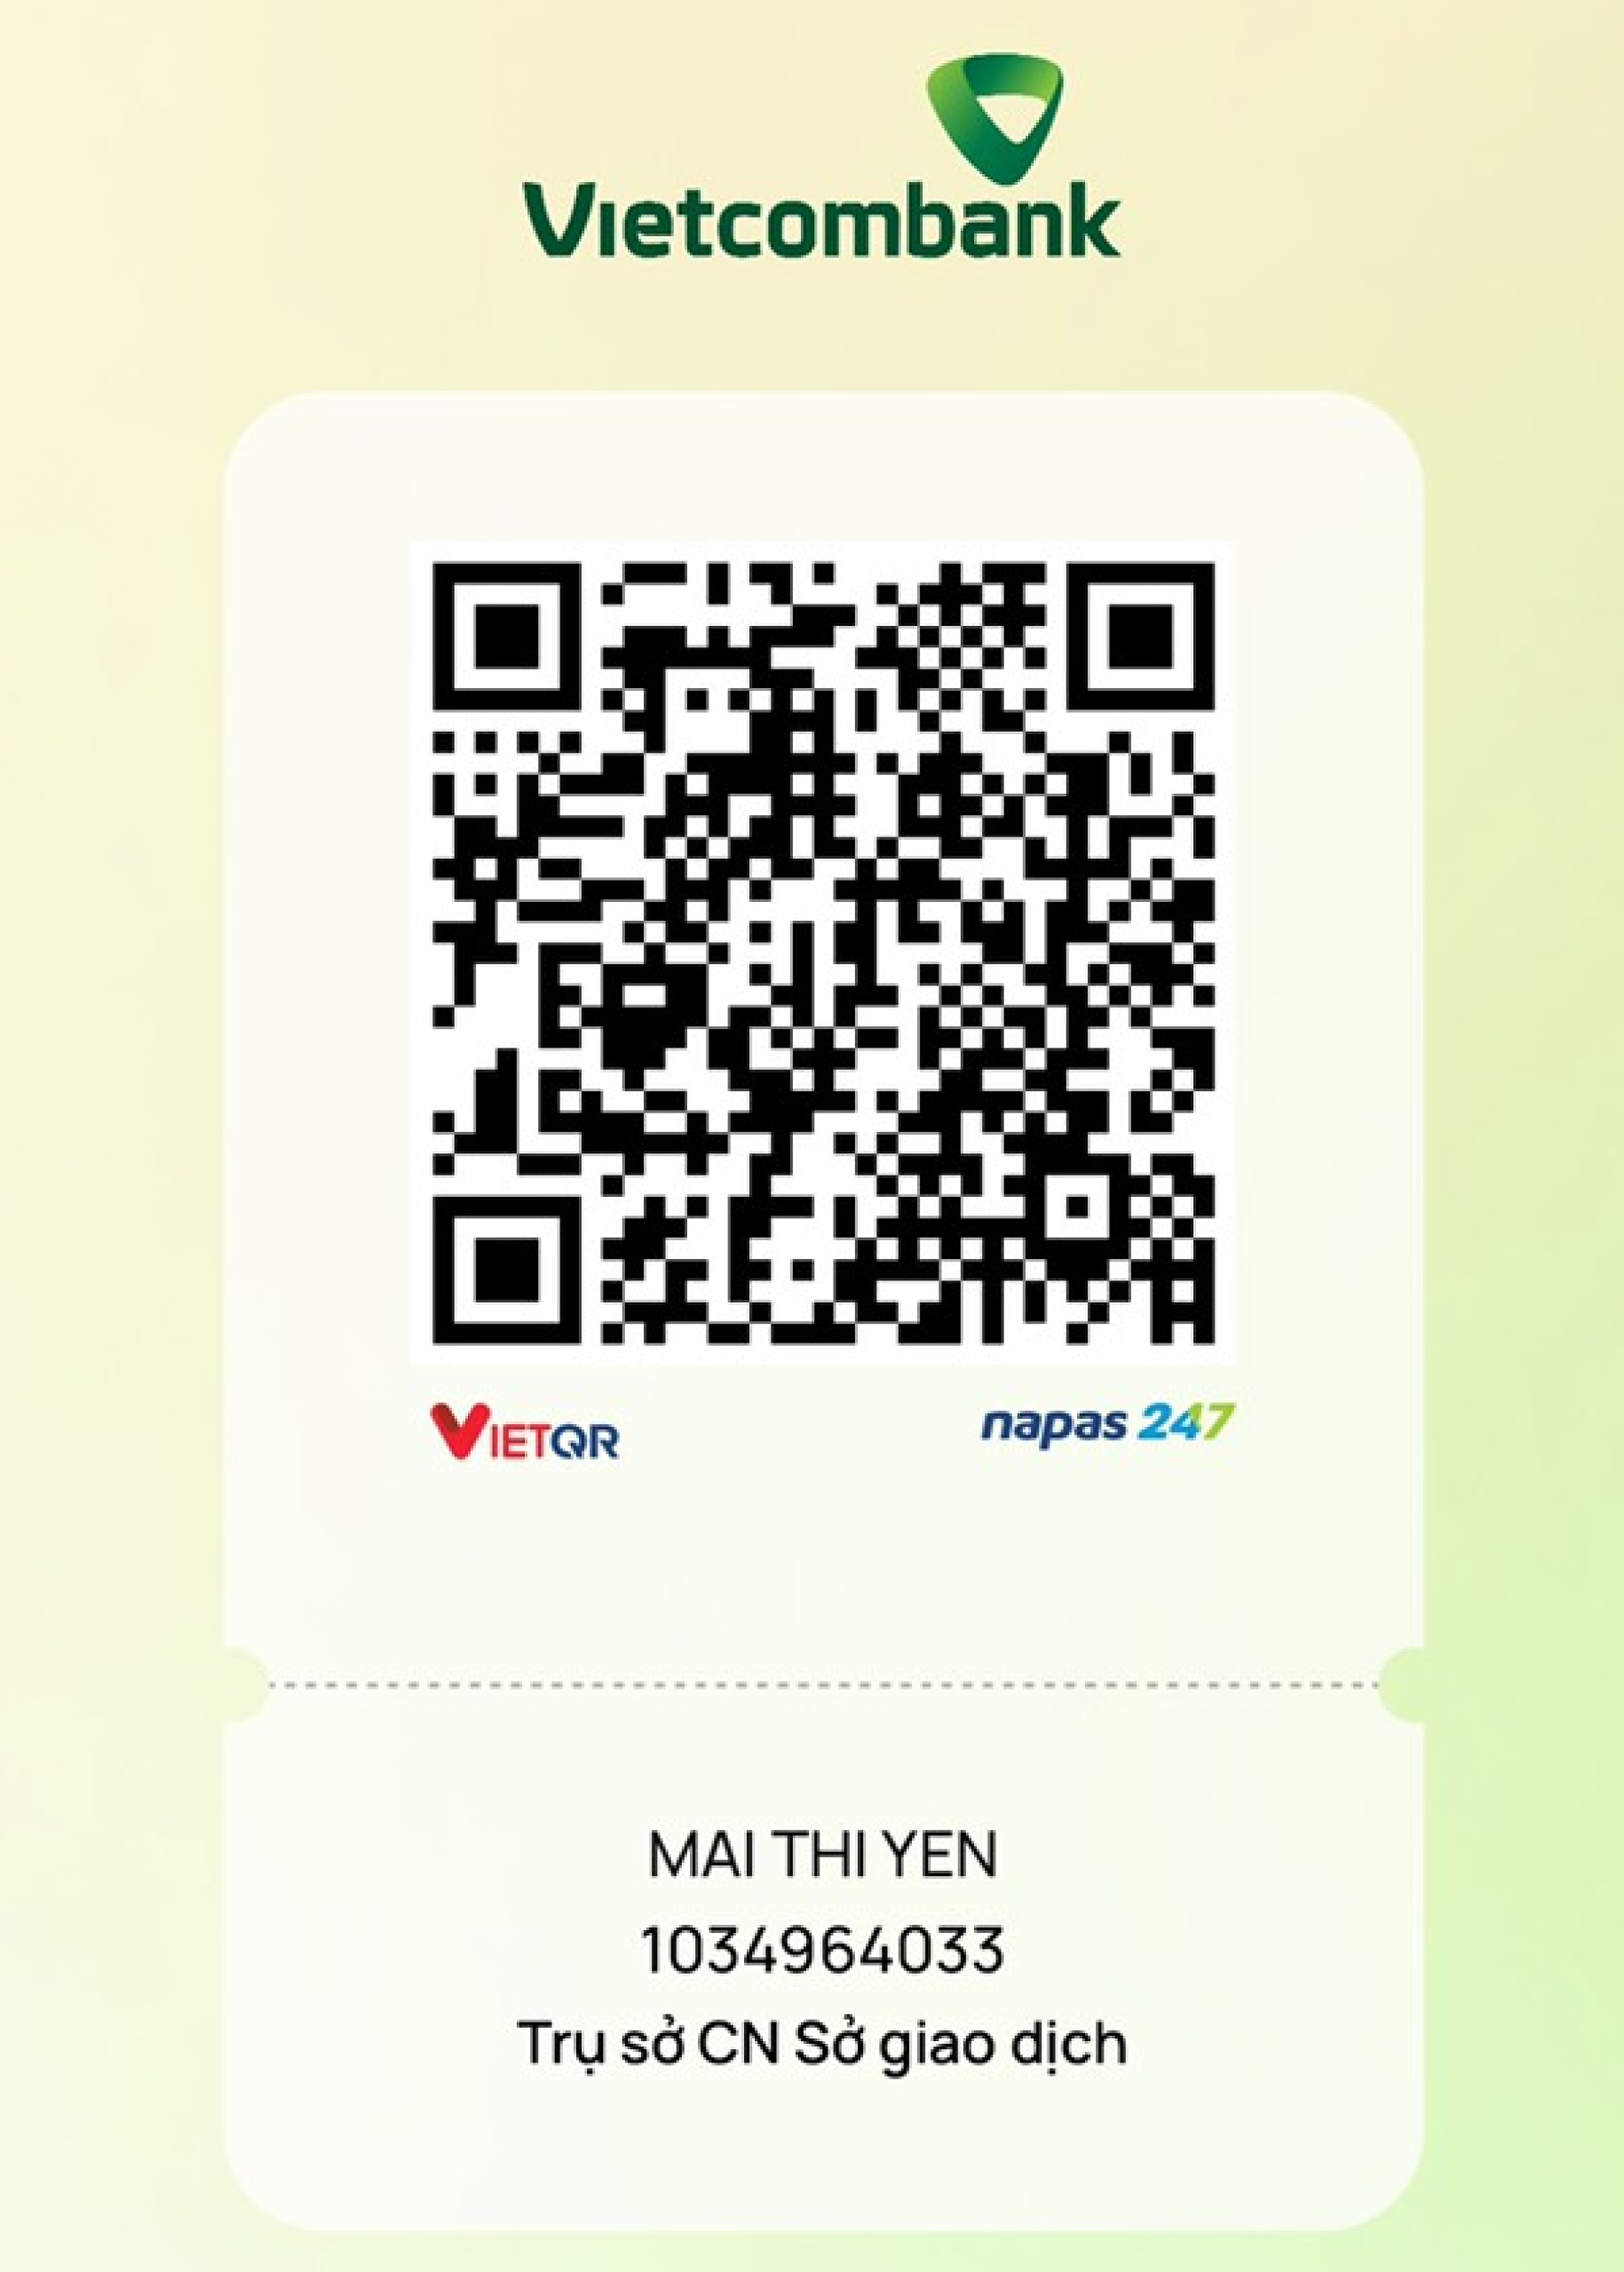 Vietcombank
VIETQR
napas 247
MAI THI YEN
1034964033
Trụ sở CN Sở giao dịch